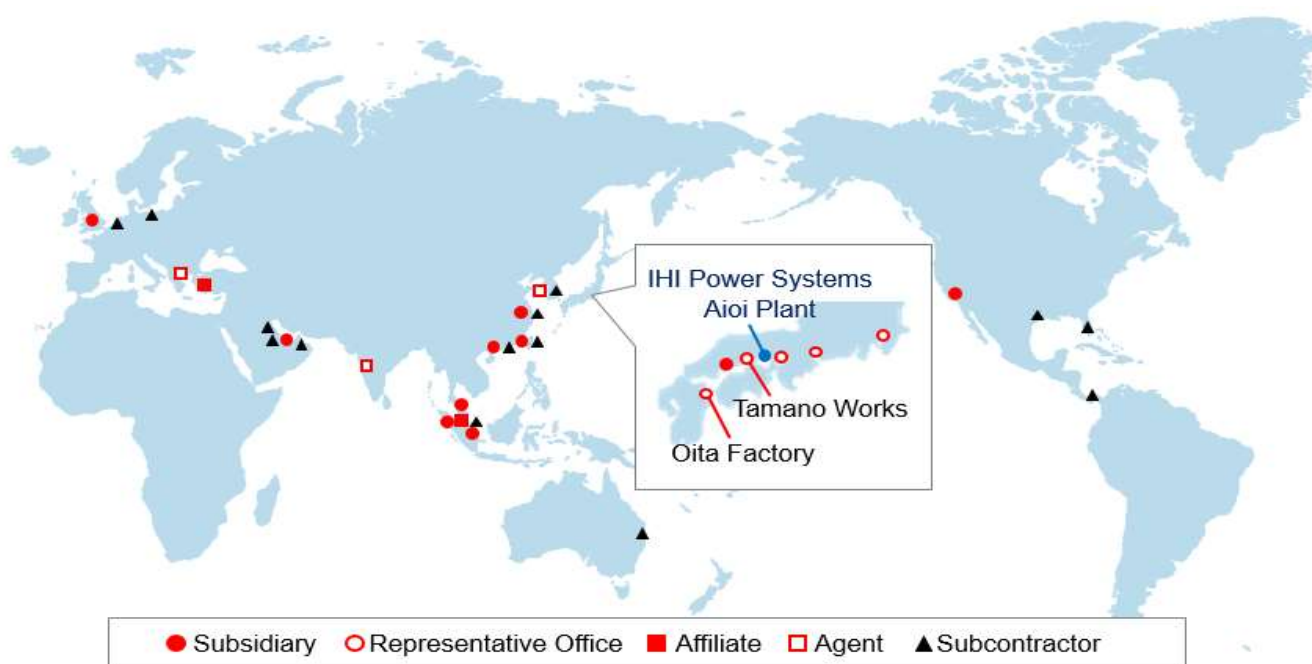 IHI Power Systems
Aioi Plant
Tamano Works
Oita Factory
Subsidiary Representative Office Affiliate Agent Subcontractor